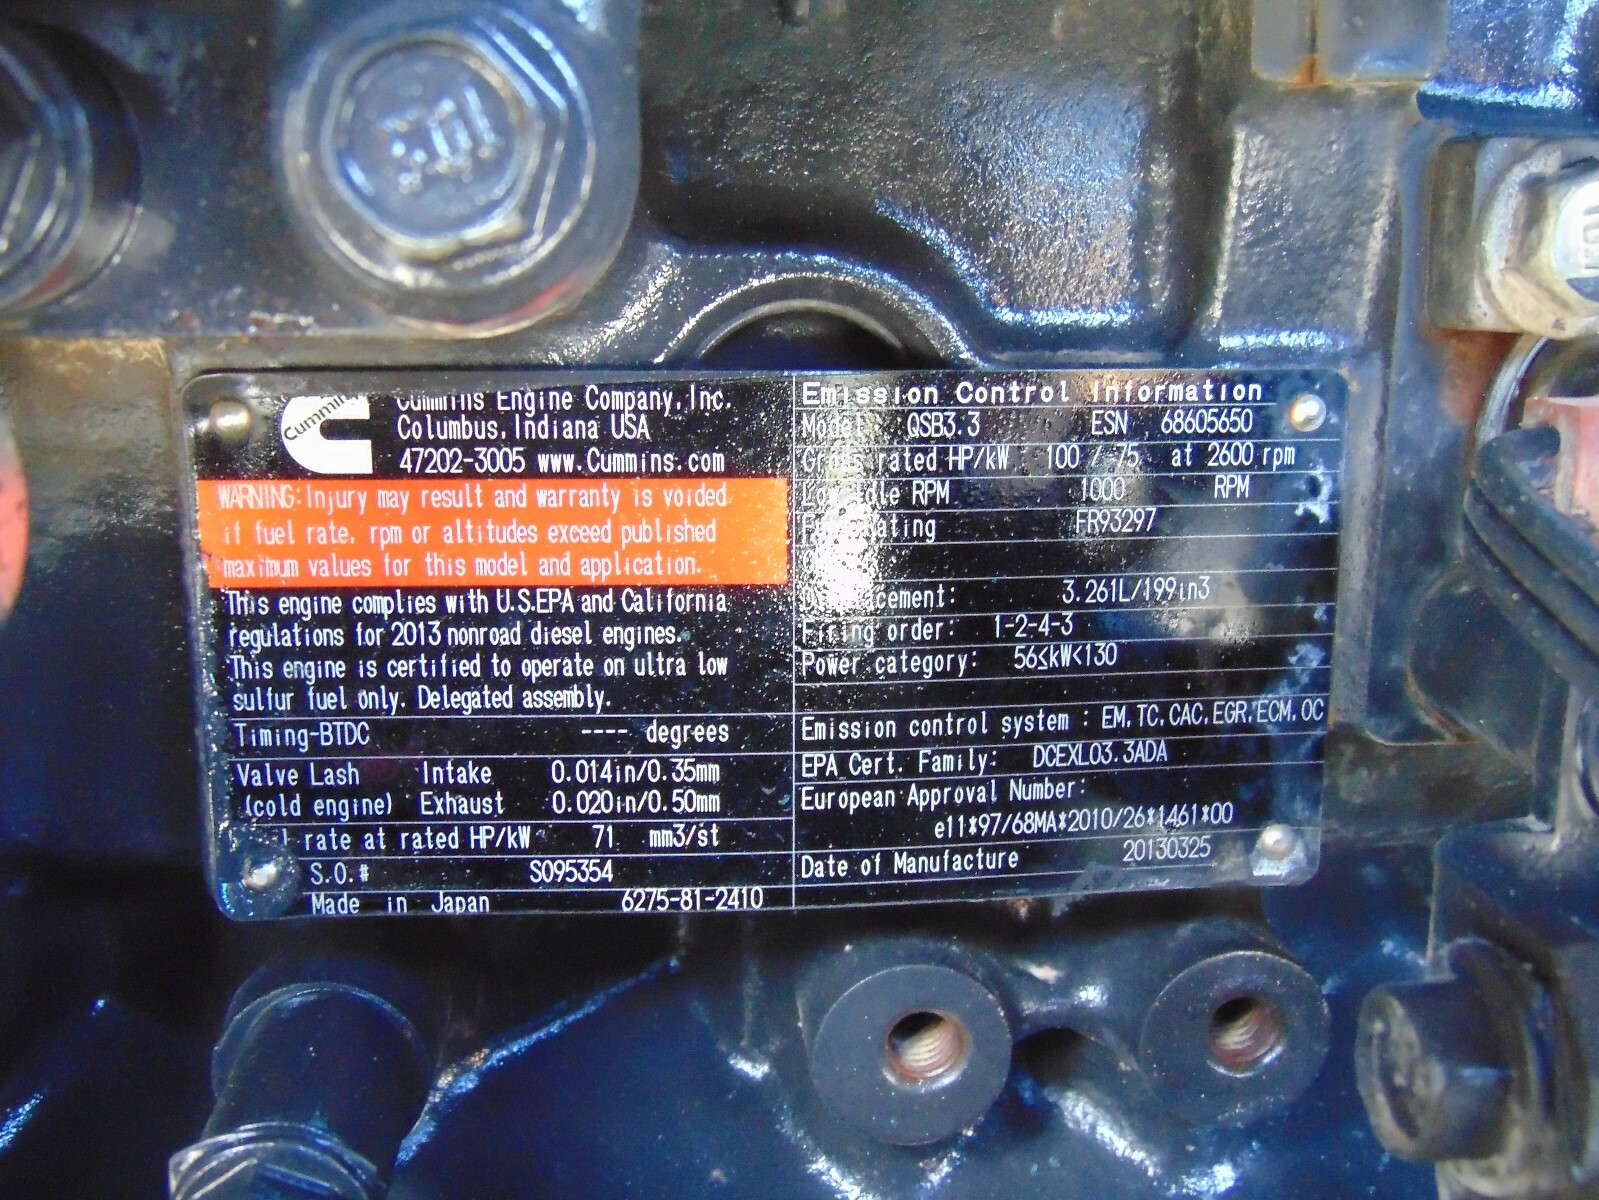 Cummins
Cummins Engine Company, Inc.
Columbus, Indiana USA
47202-3005 www.Cummins.com
WARNING: Injury may result and warranty is voided
if fuel rate, rpm or altitudes exceed published
maximum values for this model and application.
This engine complies with U.S.EPA and California
regulations for 2013 nonroad diesel engines.
This engine is certified to operate on ultra low
sulfur fuel only. Delegated assembly.
Timing-BTDC ---- degrees
Valve Lash Intake 0.014in/0.35mm
(cold engine) Exhaust 0.020in/0.50mm
rate at rated HP/kW 71 mm3/st
S.O.# SO95354
Made in Japan 6275-81-2410
Emission Control Information
Model QSB3.3 ESN 68605650
Gross rated HP/kW 100 / 75 at 2600 rpm
Low Idle RPM 1000 RPM
rating FR93297
Displacement: 3.261L/199in3
Firing order: 1-2-4-3
Power category: 56≤kW<130
Emission control system : EM, TC, CAC, EGR, ECM, OC
EPA Cert. Family: DCEXL03.3ADA
European Approval Number:
e11*97/68MA*2010/26*1461*00
Date of Manufacture 20130325